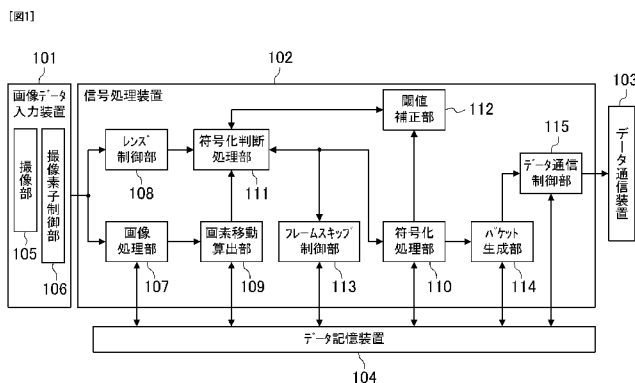 [図1]
101
画像データ
入力装置
撮像部
撮像素子制御部
105
106
102
信号処理装置
レンズ
制御部
108
符号化判断
処理部
111
閾値
補正部
112
画像
処理部
107
画素移動
算出部
109
フレームスキップ
制御部
113
符号化
処理部
110
パケット
生成部
114
115
データ通信
制御部
103
データ通信装置
データ記憶装置
104